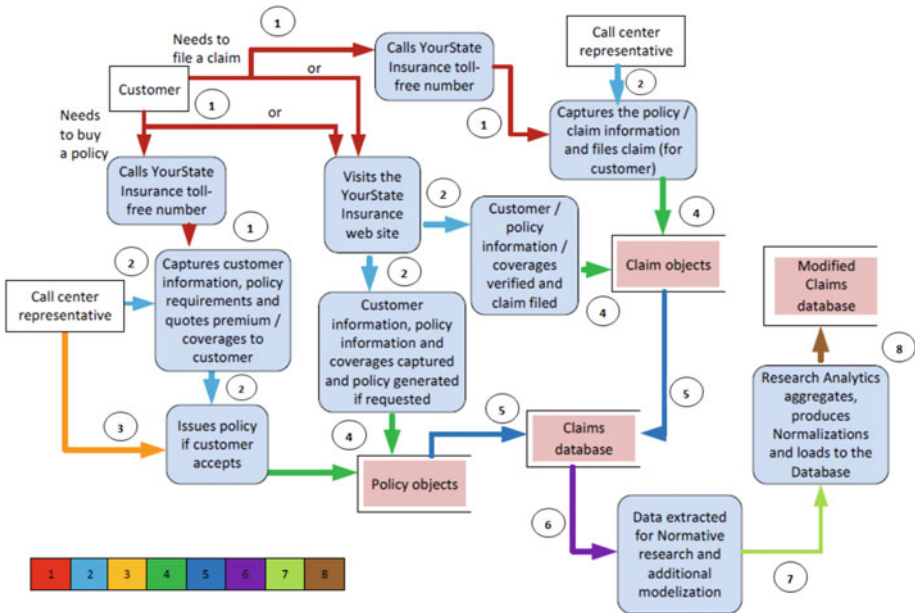 1
Needs to
file a claim
or
Calls YourState
Insurance toll-
free number
Call center
representative
2
Customer
1
Needs
to buy
a policy
or
1
Captures the policy /
claim information
and files claim (for
customer)
Calls YourState
Insurance toll-
free number
1
Visits the
YourState
Insurance
web site
2
Customer /
policy
information /
coverages
verified and
claim filed
4
Claim objects
Modified
Claims
database
2
Call center
representative
Captures customer
information, policy
requirements and
quotes premium /
coverages to
customer
2
Customer
information, policy
information and
coverages captured
and policy generated
if requested
4
8
2
3
Issues policy
if customer
accepts
4
5
Claims
database
5
Research Analytics
aggregates,
produces
Normalizations
and loads to the
Database
Policy objects
6
Data extracted
for Normative
research and
additional
modelization
7
1 2 3 4 5 6 7 8